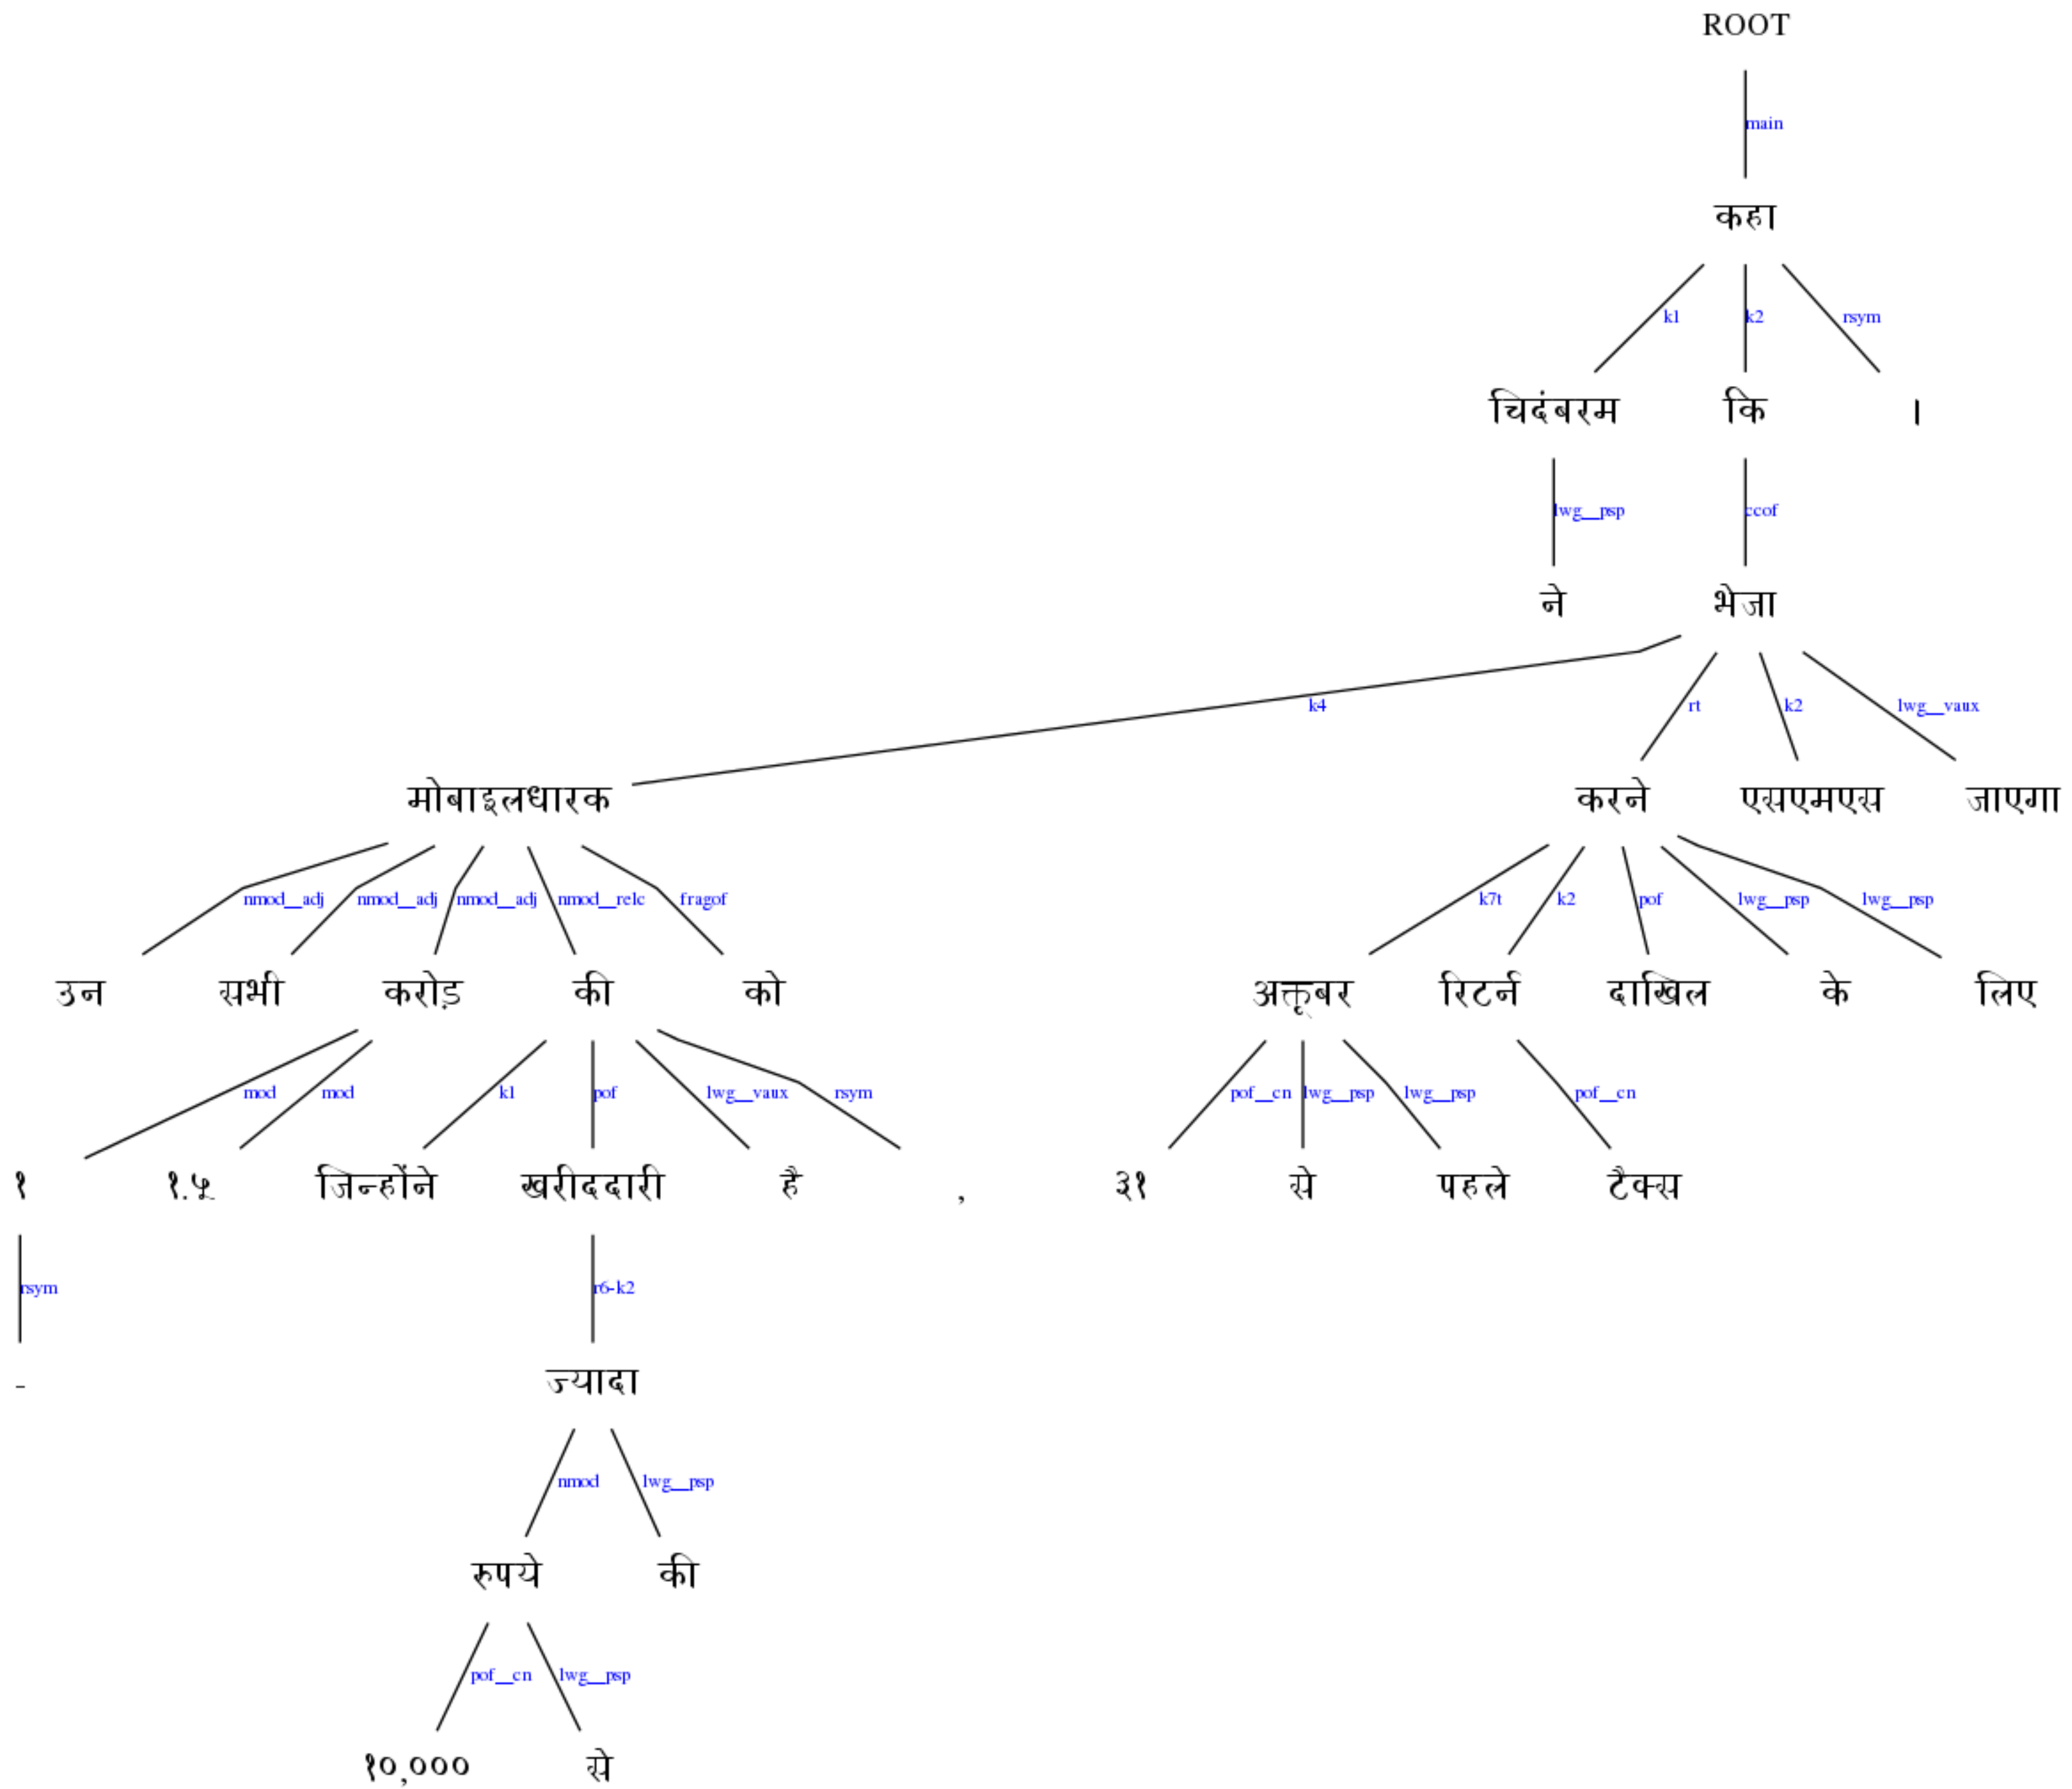 ROOT
main
कहा
k1 k2 rsym
चिदंबरम कि ।
lwg__psp ccof
ने भेजा
k4 rt k2 lwg__vaux
मोबाइलधारक करने एसएमएस जाएगा
nmod__adj nmod__adj nmod__adj nmod__relc fragof k7t k2 pof lwg__psp lwg__psp
उन सभी करोड़ की को अक्तूबर रिटर्न दाखिल के लिए
mod mod k1 pof lwg__vaux rsym pof__cn lwg__psp lwg__psp pof__cn
१ १.५ जिन्होंने खरीददारी है , ३१ से पहले टैक्स
rsym r6-k2
- ज्यादा
nmod lwg__psp
रुपये की
pof__cn lwg__psp
१०,००० से